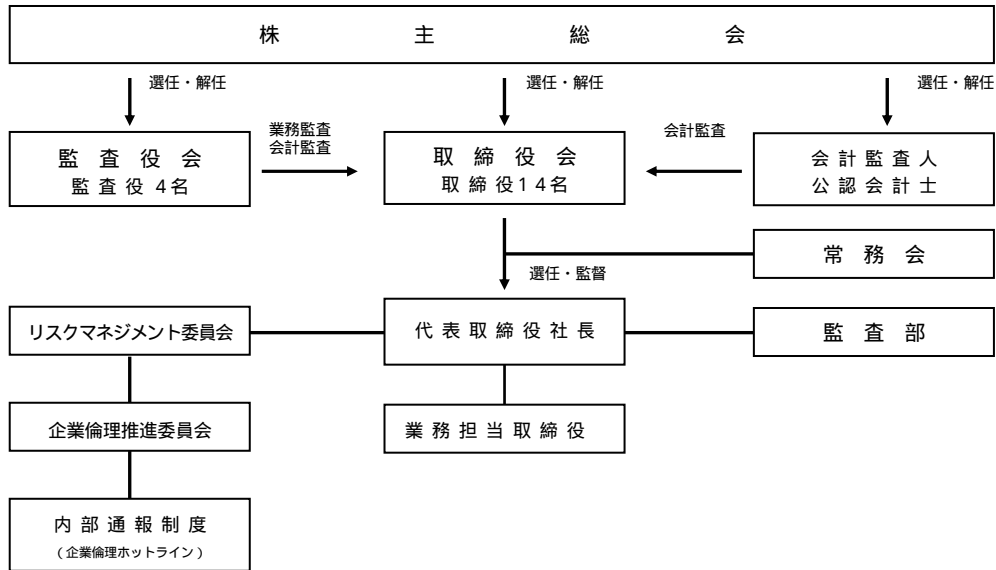 株主総会
選任・解任
選任・解任
選任・解任
監査役会
監査役4名
業務監査
会計監査
取締役会
取締役14名
会計監査
会計監査人
公認会計士
常務会
選任・監督
リスクマネジメント委員会
代表取締役社長
監査部
企業倫理推進委員会
業務担当取締役
内部通報制度
(企業倫理ホットライン)